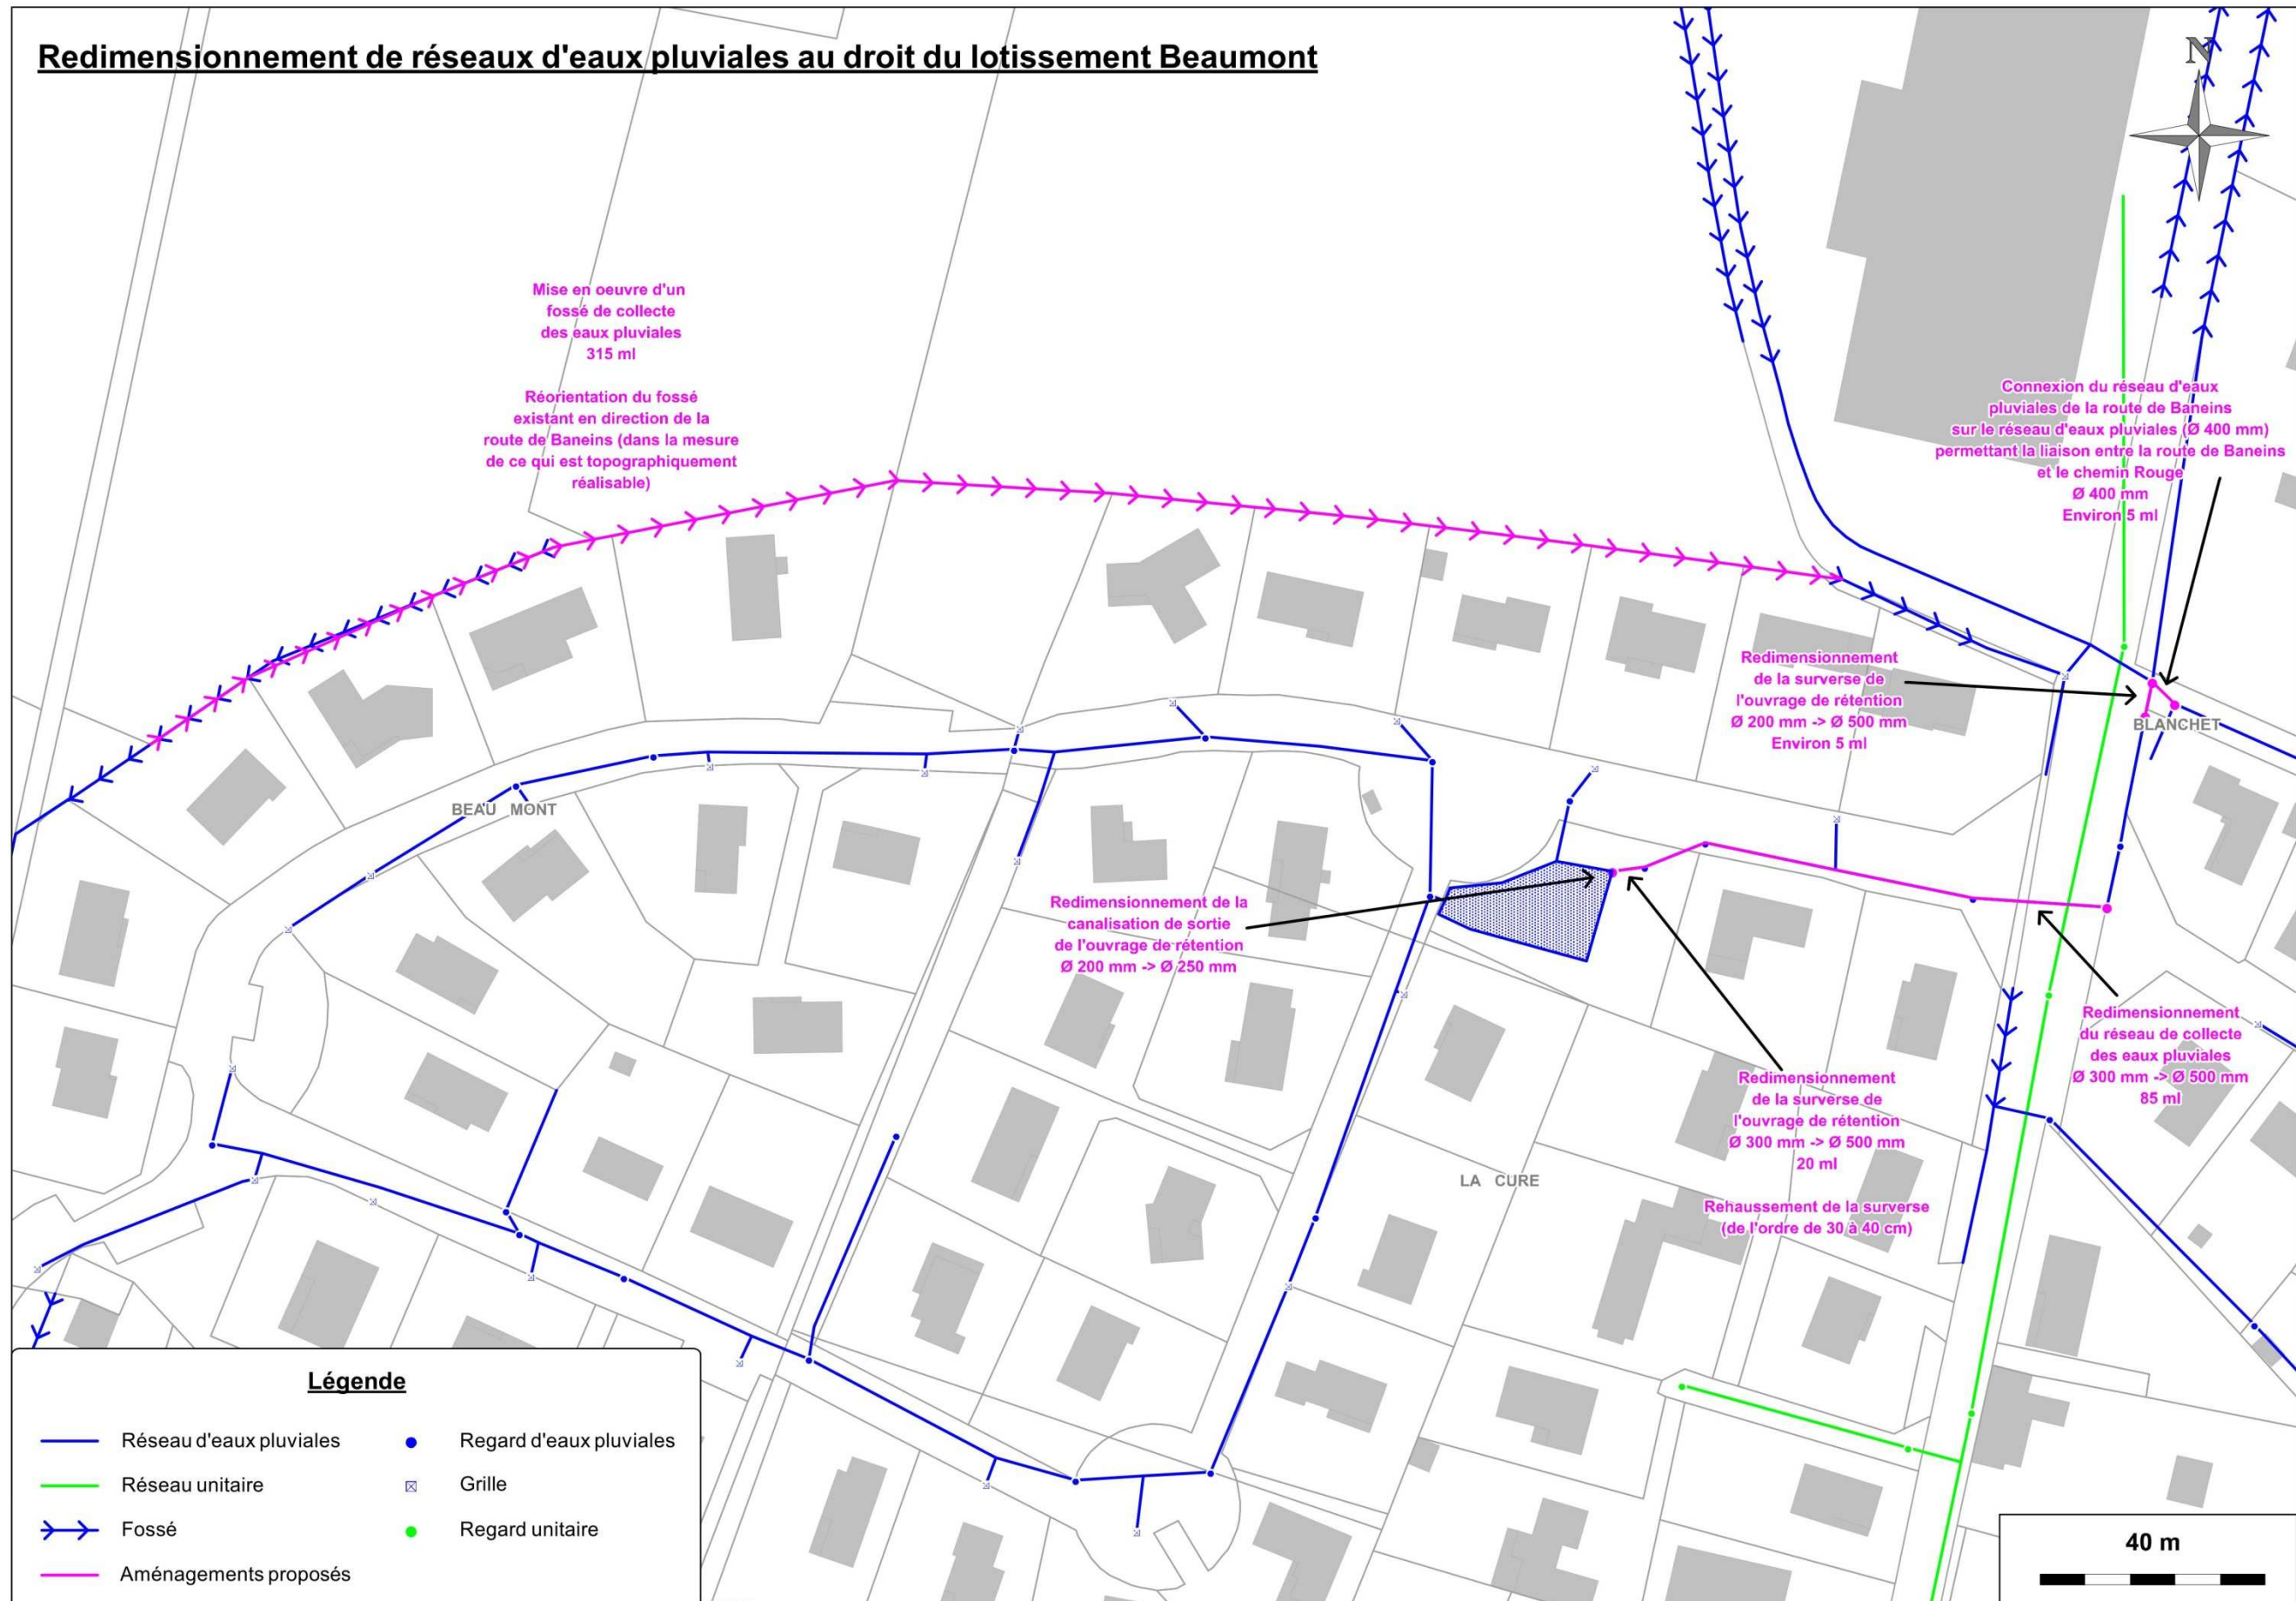 Redimensionnement de réseaux d'eaux pluviales au droit du lotissement Beaumont
N
Mise en oeuvre d'un
fossé de collecte
des eaux pluviales
315 ml
Réorientation du fossé
existant en direction de la
route de Baneins (dans la mesure
de ce qui est topographiquement
réalisable)
Connexion du réseau d'eaux
pluviales de la route de Baneins
sur le réseau d'eaux pluviales (Ø 400 mm)
permettant la liaison entre la route de Baneins
et le chemin Rouge
Ø 400 mm
Environ 5 ml
Redimensionnement
de la surverse de
l'ouvrage de rétention
Ø 200 mm -> Ø 500 mm
Environ 5 ml
BLANCHET
BEAU MONT
Redimensionnement de la
canalisation de sortie
de l'ouvrage de rétention
Ø 200 mm -> Ø 250 mm
Redimensionnement
du réseau de collecte
des eaux pluviales
Ø 300 mm -> Ø 500 mm
85 ml
Redimensionnement
de la surverse de
l'ouvrage de rétention
Ø 300 mm -> Ø 500 mm
20 ml
Rehaussement de la surverse
(de l'ordre de 30 à 40 cm)
LA CURE
Légende
Réseau d'eaux pluviales
Regard d'eaux pluviales
Réseau unitaire
Grille
Fossé
Regard unitaire
Aménagements proposés
40 m